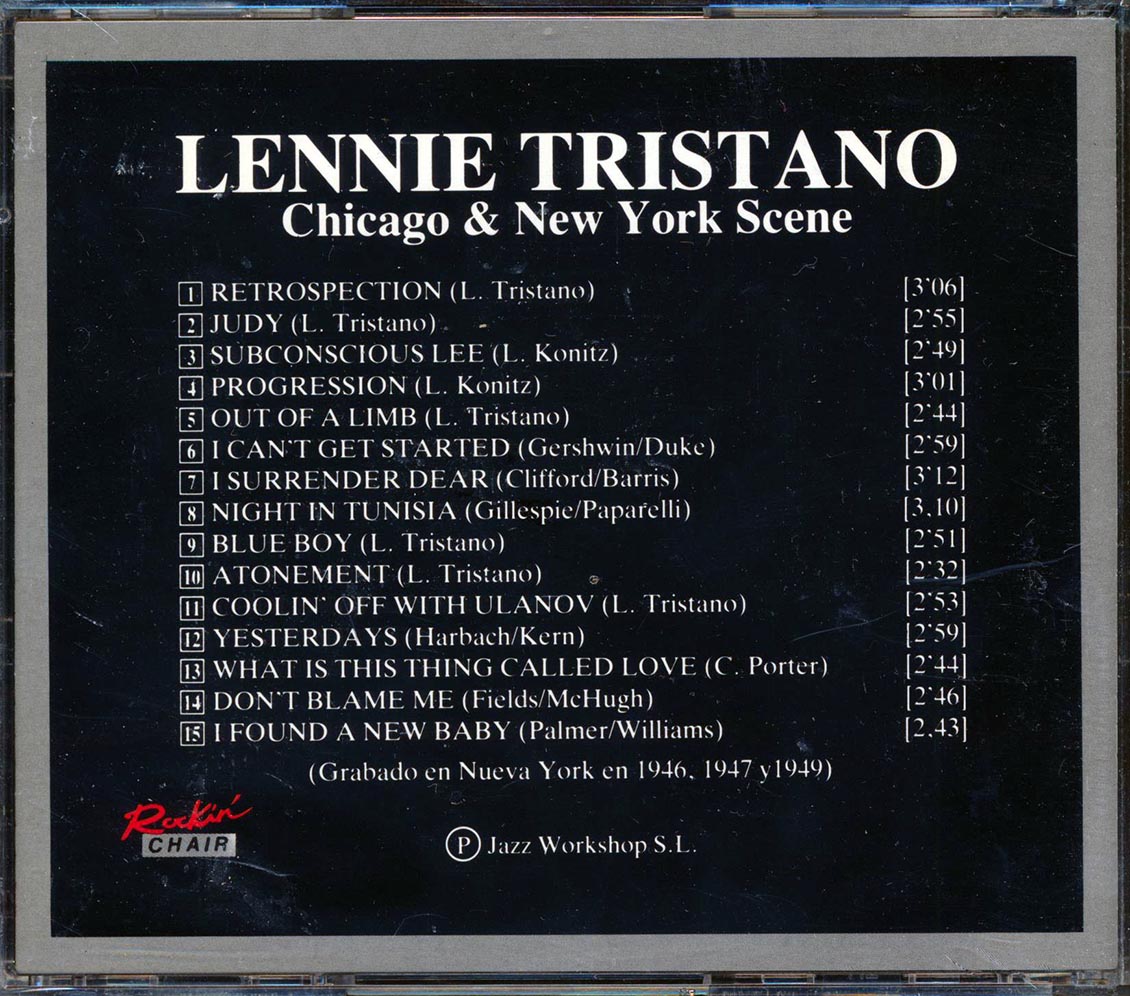 LENNIE TRISTANO
Chicago & New York Scene
1 RETROSPECTION (L. Tristano) [3'06]
2 JUDY (L. Tristano) [2'55]
3 SUBCONSCIOUS LEE (L. Konitz) [2'49]
4 PROGRESSION (L. Konitz) [3'01]
5 OUT OF A LIMB (L. Tristano) [2'44]
6 I CAN'T GET STARTED (Gershwin/Duke) [2'59]
7 I SURRENDER DEAR (Clifford/Barris) [3'12]
8 NIGHT IN TUNISIA (Gillespie/Paparelli) [3.10]
9 BLUE BOY (L. Tristano) [2'51]
10 ATONEMENT (L. Tristano) [2'32]
11 COOLIN' OFF WITH ULANOV (L. Tristano) [2'53]
12 YESTERDAYS (Harbach/Kern) [2'59]
13 WHAT IS THIS THING CALLED LOVE (C. Porter) [2'44]
14 DON'T BLAME ME (Fields/McHugh) [2'46]
15 I FOUND A NEW BABY (Palmer/Williams) [2.43]
(Grabado en Nueva York en 1946, 1947 y1949)
Rockin'
CHAIR
Ⓟ Jazz Workshop S.L.